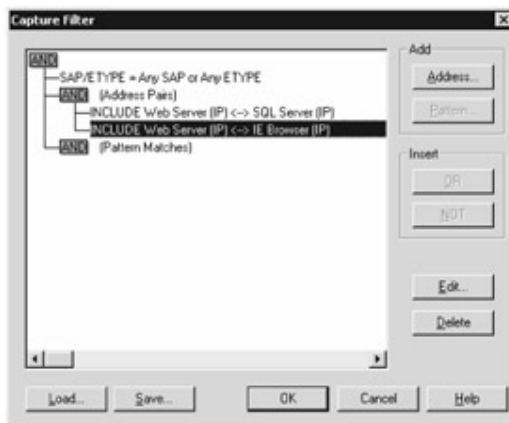 Capture Filter
AND
SAP/ETYPE = Any SAP or Any ETYPE
AND (Address Pairs)
INCLUDE Web Server (IP) <--> SQL Server (IP)
INCLUDE Web Server (IP) <--> IE Browser (IP)
AND (Pattern Matches)
Add
Address...
Pattern...
Insert
OR
NOT
Edit...
Delete
Load...
Save...
OK
Cancel
Help